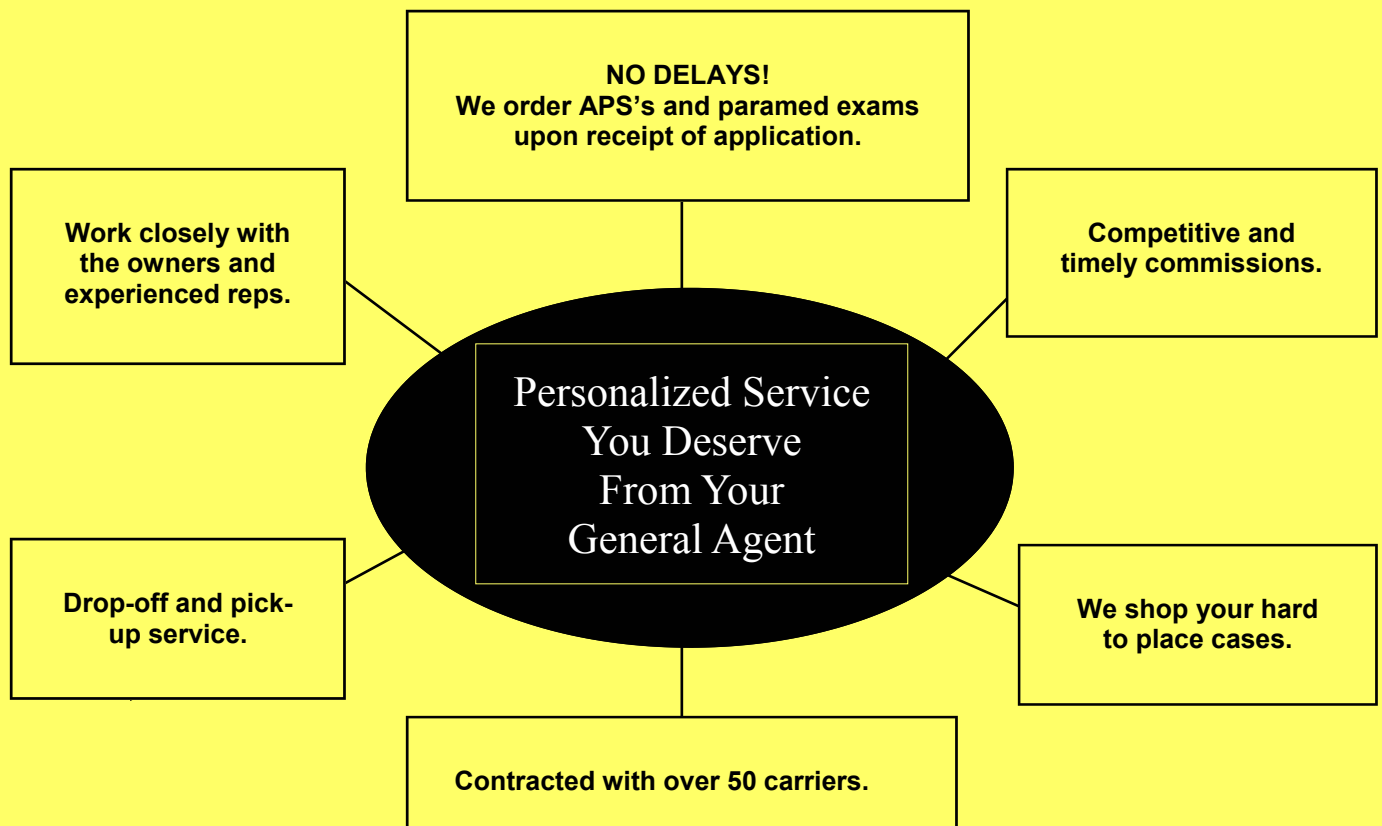 NO DELAYS!
We order APS’s and paramed exams
upon receipt of application.
Work closely with
the owners and
experienced reps.
Competitive and
timely commissions.
Personalized Service
You Deserve
From Your
General Agent
Drop-off and pick-
up service.
We shop your hard
to place cases.
Contracted with over 50 carriers.